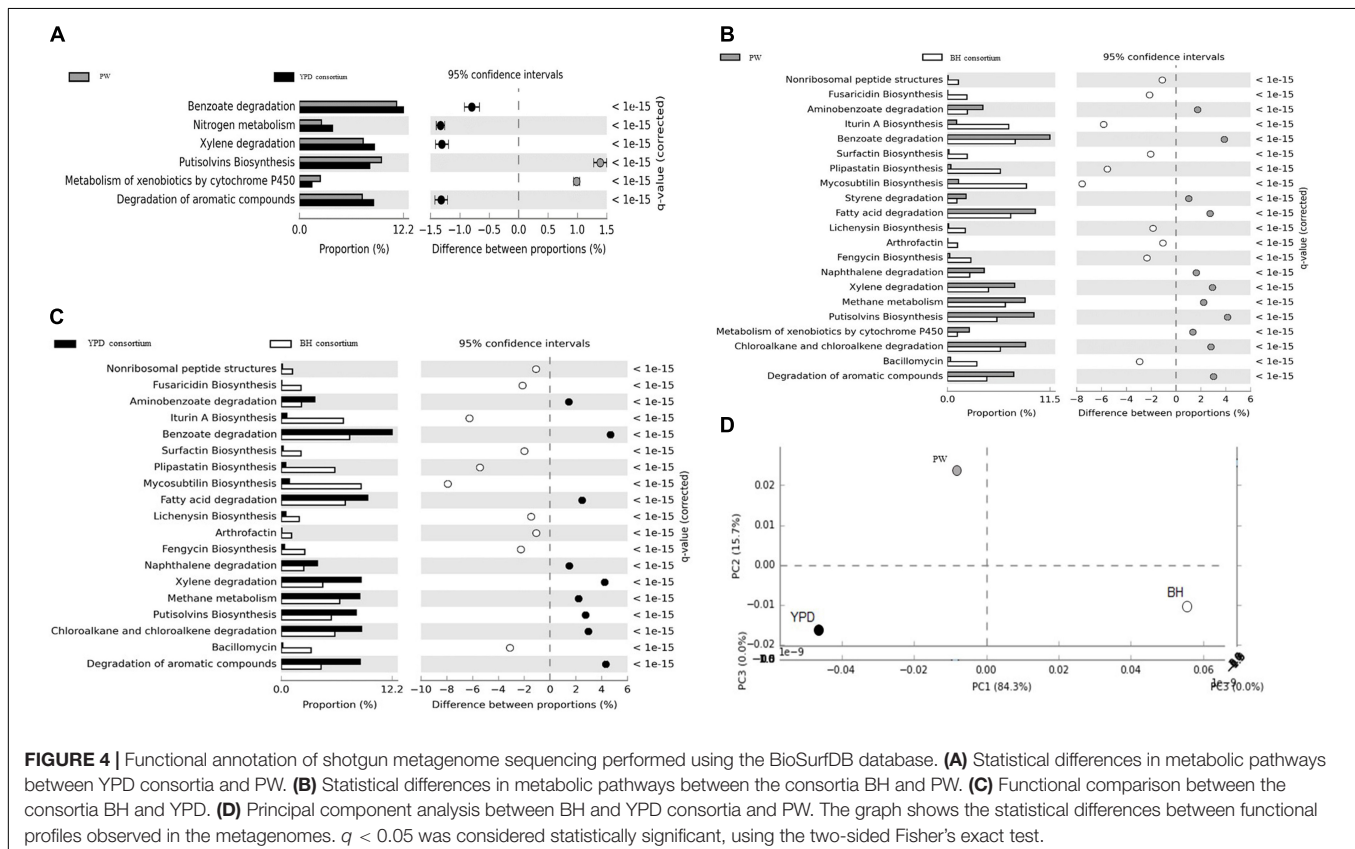 A
PW
YPD consortium
95% confidence intervals
Benzoate degradation
Nitrogen metabolism
Xylene degradation
Putisolvins Biosynthesis
Metabolism of xenobiotics by cytochrome P450
Degradation of aromatic compounds
< 1e-15
< 1e-15
< 1e-15
< 1e-15
< 1e-15
< 1e-15
q-value (corrected)
0.0 12.2
Proportion (%)
−1.5 −1.0 −0.5 0.0 0.5 1.0 1.5
Difference between proportions (%)
B
PW
BH consortium
95% confidence intervals
Nonribosomal peptide structures < 1e-15
Fusaricidin Biosynthesis < 1e-15
Aminobenzoate degradation < 1e-15
Iturin A Biosynthesis < 1e-15
Benzoate degradation < 1e-15
Surfactin Biosynthesis < 1e-15
Plipastatin Biosynthesis < 1e-15
Mycosubtilin Biosynthesis < 1e-15
Styrene degradation < 1e-15
Fatty acid degradation < 1e-15
Lichenysin Biosynthesis < 1e-15
Arthrofactin < 1e-15
Fengycin Biosynthesis < 1e-15
Naphthalene degradation < 1e-15
Xylene degradation < 1e-15
Methane metabolism < 1e-15
Putisolvins Biosynthesis < 1e-15
Metabolism of xenobiotics by cytochrome P450 < 1e-15
Chloroalkane and chloroalkene degradation < 1e-15
Bacillomycin < 1e-15
Degradation of aromatic compounds < 1e-15
q-value (corrected)
0.0 11.5
Proportion (%)
−8 −6 −4 −2 0 2 4 6
Difference between proportions (%)
C
YPD consortium
BH consortium
95% confidence intervals
Nonribosomal peptide structures < 1e-15
Fusaricidin Biosynthesis < 1e-15
Aminobenzoate degradation < 1e-15
Iturin A Biosynthesis < 1e-15
Benzoate degradation < 1e-15
Surfactin Biosynthesis < 1e-15
Plipastatin Biosynthesis < 1e-15
Mycosubtilin Biosynthesis < 1e-15
Fatty acid degradation < 1e-15
Lichenysin Biosynthesis < 1e-15
Arthrofactin < 1e-15
Fengycin Biosynthesis < 1e-15
Naphthalene degradation < 1e-15
Xylene degradation < 1e-15
Methane metabolism < 1e-15
Putisolvins Biosynthesis < 1e-15
Chloroalkane and chloroalkene degradation < 1e-15
Bacillomycin < 1e-15
Degradation of aromatic compounds < 1e-15
q-value (corrected)
0.0 12.2
Proportion (%)
−10 −8 −6 −4 −2 0 2 4 6
Difference between proportions (%)
D
PW
BH
YPD
0.02
0.01
0.00
−0.01
−0.02
PC2 (15.7%)
PC3 (0.0%)
1e−9
−0.04 −0.02 0.00 0.02 0.04 0.06
PC1 (84.3%)
1e−9
PC3 (0.0%)
FIGURE 4 | Functional annotation of shotgun metagenome sequencing performed using the BioSurfDB database. (A) Statistical differences in metabolic pathways
between YPD consortia and PW. (B) Statistical differences in metabolic pathways between the consortia BH and PW. (C) Functional comparison between the
consortia BH and YPD. (D) Principal component analysis between BH and YPD consortia and PW. The graph shows the statistical differences between functional
profiles observed in the metagenomes. q < 0.05 was considered statistically significant, using the two-sided Fisher's exact test.